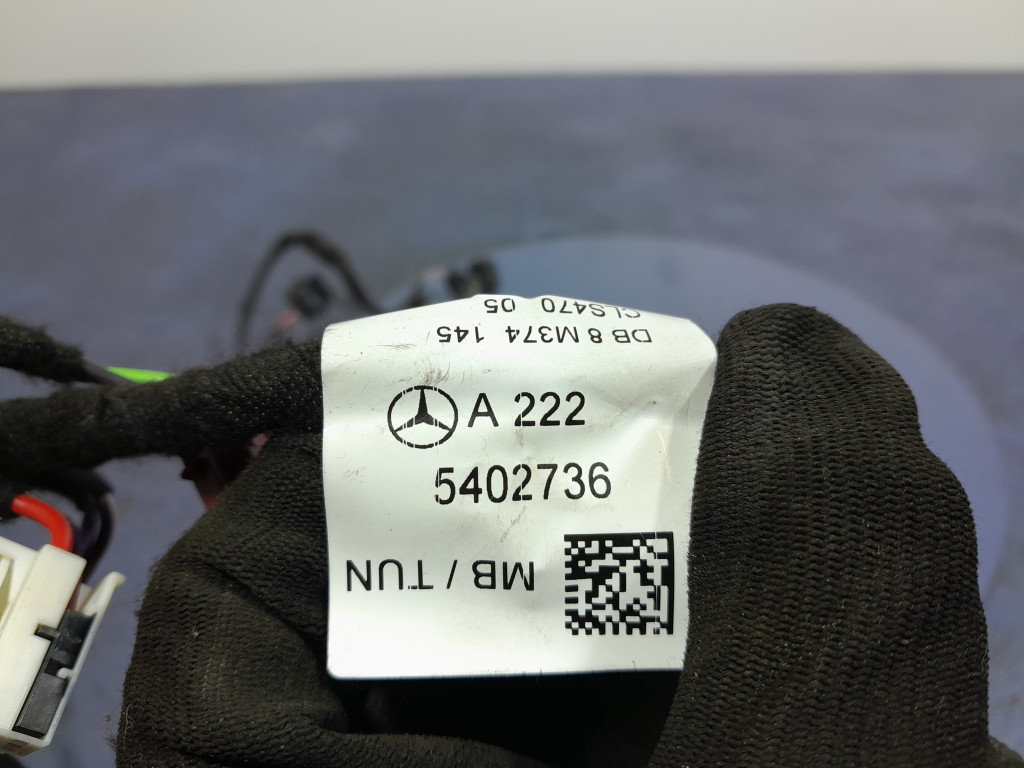 CLS470 05
DB 8 M374 145
A 222
5402736
MB / TUN